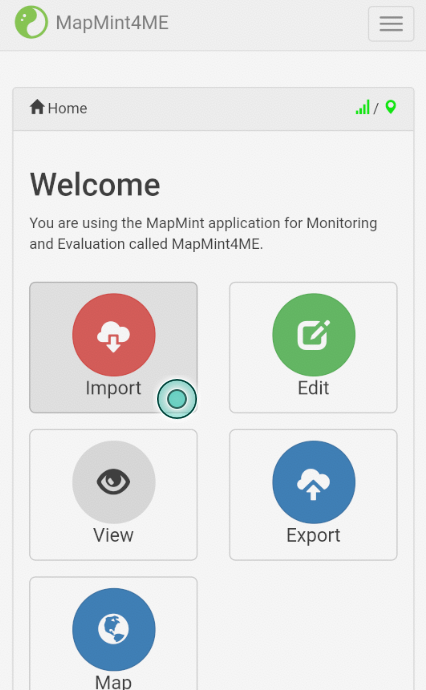 MapMint4ME
Home /
Welcome
You are using the MapMint application for Monitoring
and Evaluation called MapMint4ME.
Import Edit
View Export
Map